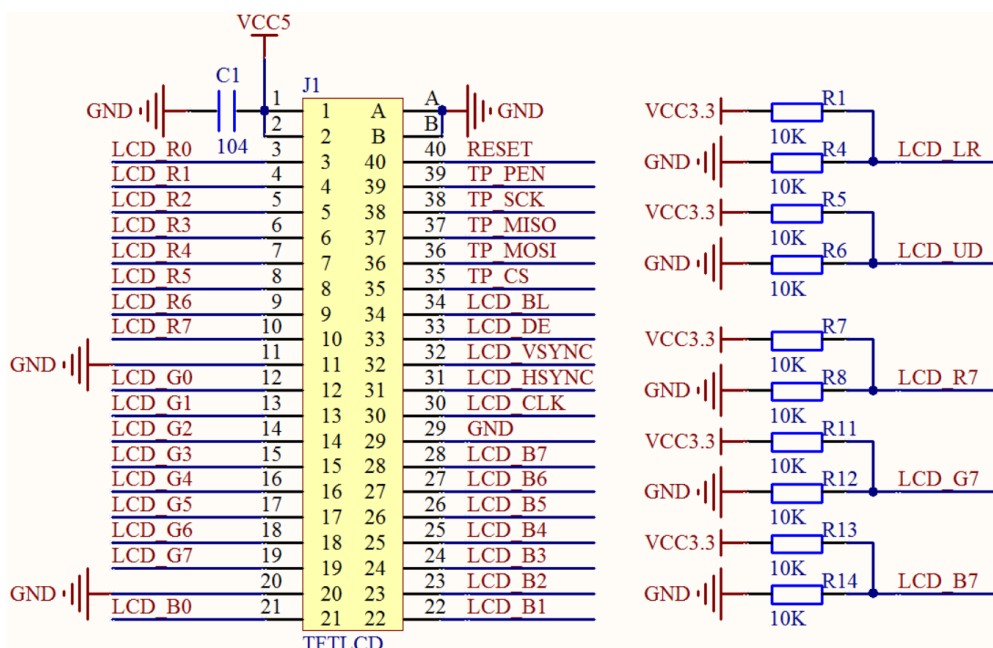 VCC5
C1
J1
GND
1
1
A
A
GND
104
2
2
B
B
LCD_R0
3
3
40
40
RESET
LCD_R1
4
4
39
39
TP_PEN
LCD_R2
5
5
38
38
TP_SCK
LCD_R3
6
6
37
37
TP_MISO
LCD_R4
7
7
36
36
TP_MOSI
LCD_R5
8
8
35
35
TP_CS
LCD_R6
9
9
34
34
LCD_BL
LCD_R7
10
10
33
33
LCD_DE
GND
11
11
32
32
LCD_VSYNC
LCD_G0
12
12
31
31
LCD_HSYNC
LCD_G1
13
13
30
30
LCD_CLK
LCD_G2
14
14
29
29
GND
LCD_G3
15
15
28
28
LCD_B7
LCD_G4
16
16
27
27
LCD_B6
LCD_G5
17
17
26
26
LCD_B5
LCD_G6
18
18
25
25
LCD_B4
LCD_G7
19
19
24
24
LCD_B3
GND
20
20
23
23
LCD_B2
LCD_B0
21
21
22
22
LCD_B1
TFTLCD
VCC3.3
R1
10K
GND
R4
10K
LCD_LR
VCC3.3
R5
10K
GND
R6
10K
LCD_UD
VCC3.3
R7
10K
GND
R8
10K
LCD_R7
VCC3.3
R11
10K
GND
R12
10K
LCD_G7
VCC3.3
R13
10K
GND
R14
10K
LCD_B7